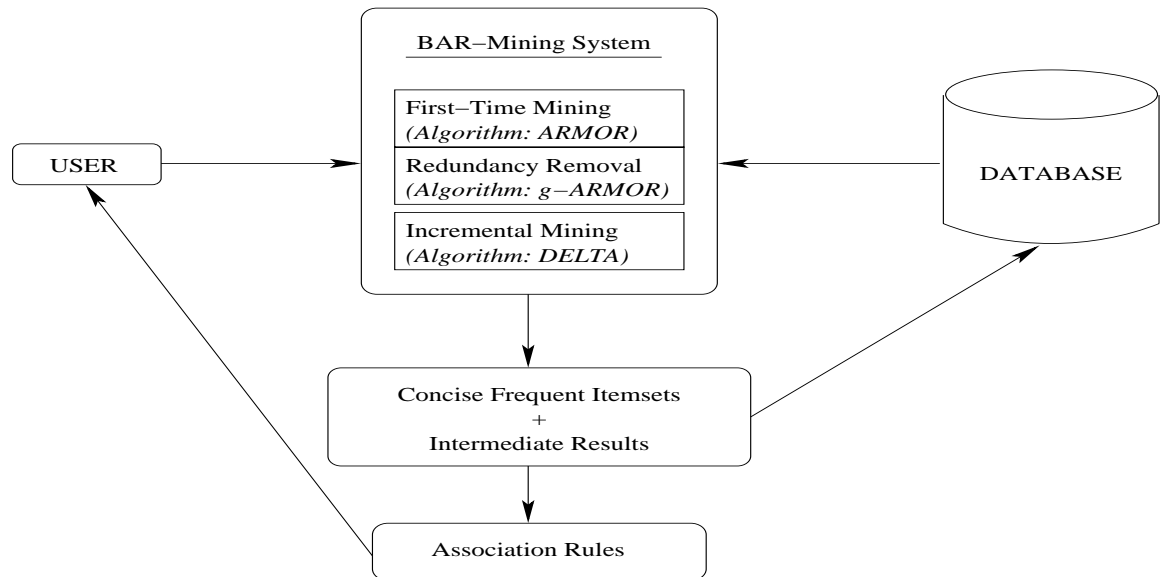 BAR–Mining System
First–Time Mining
(Algorithm: ARMOR)
Redundancy Removal
(Algorithm: g–ARMOR)
Incremental Mining
(Algorithm: DELTA)
USER
DATABASE
Concise Frequent Itemsets
+
Intermediate Results
Association Rules